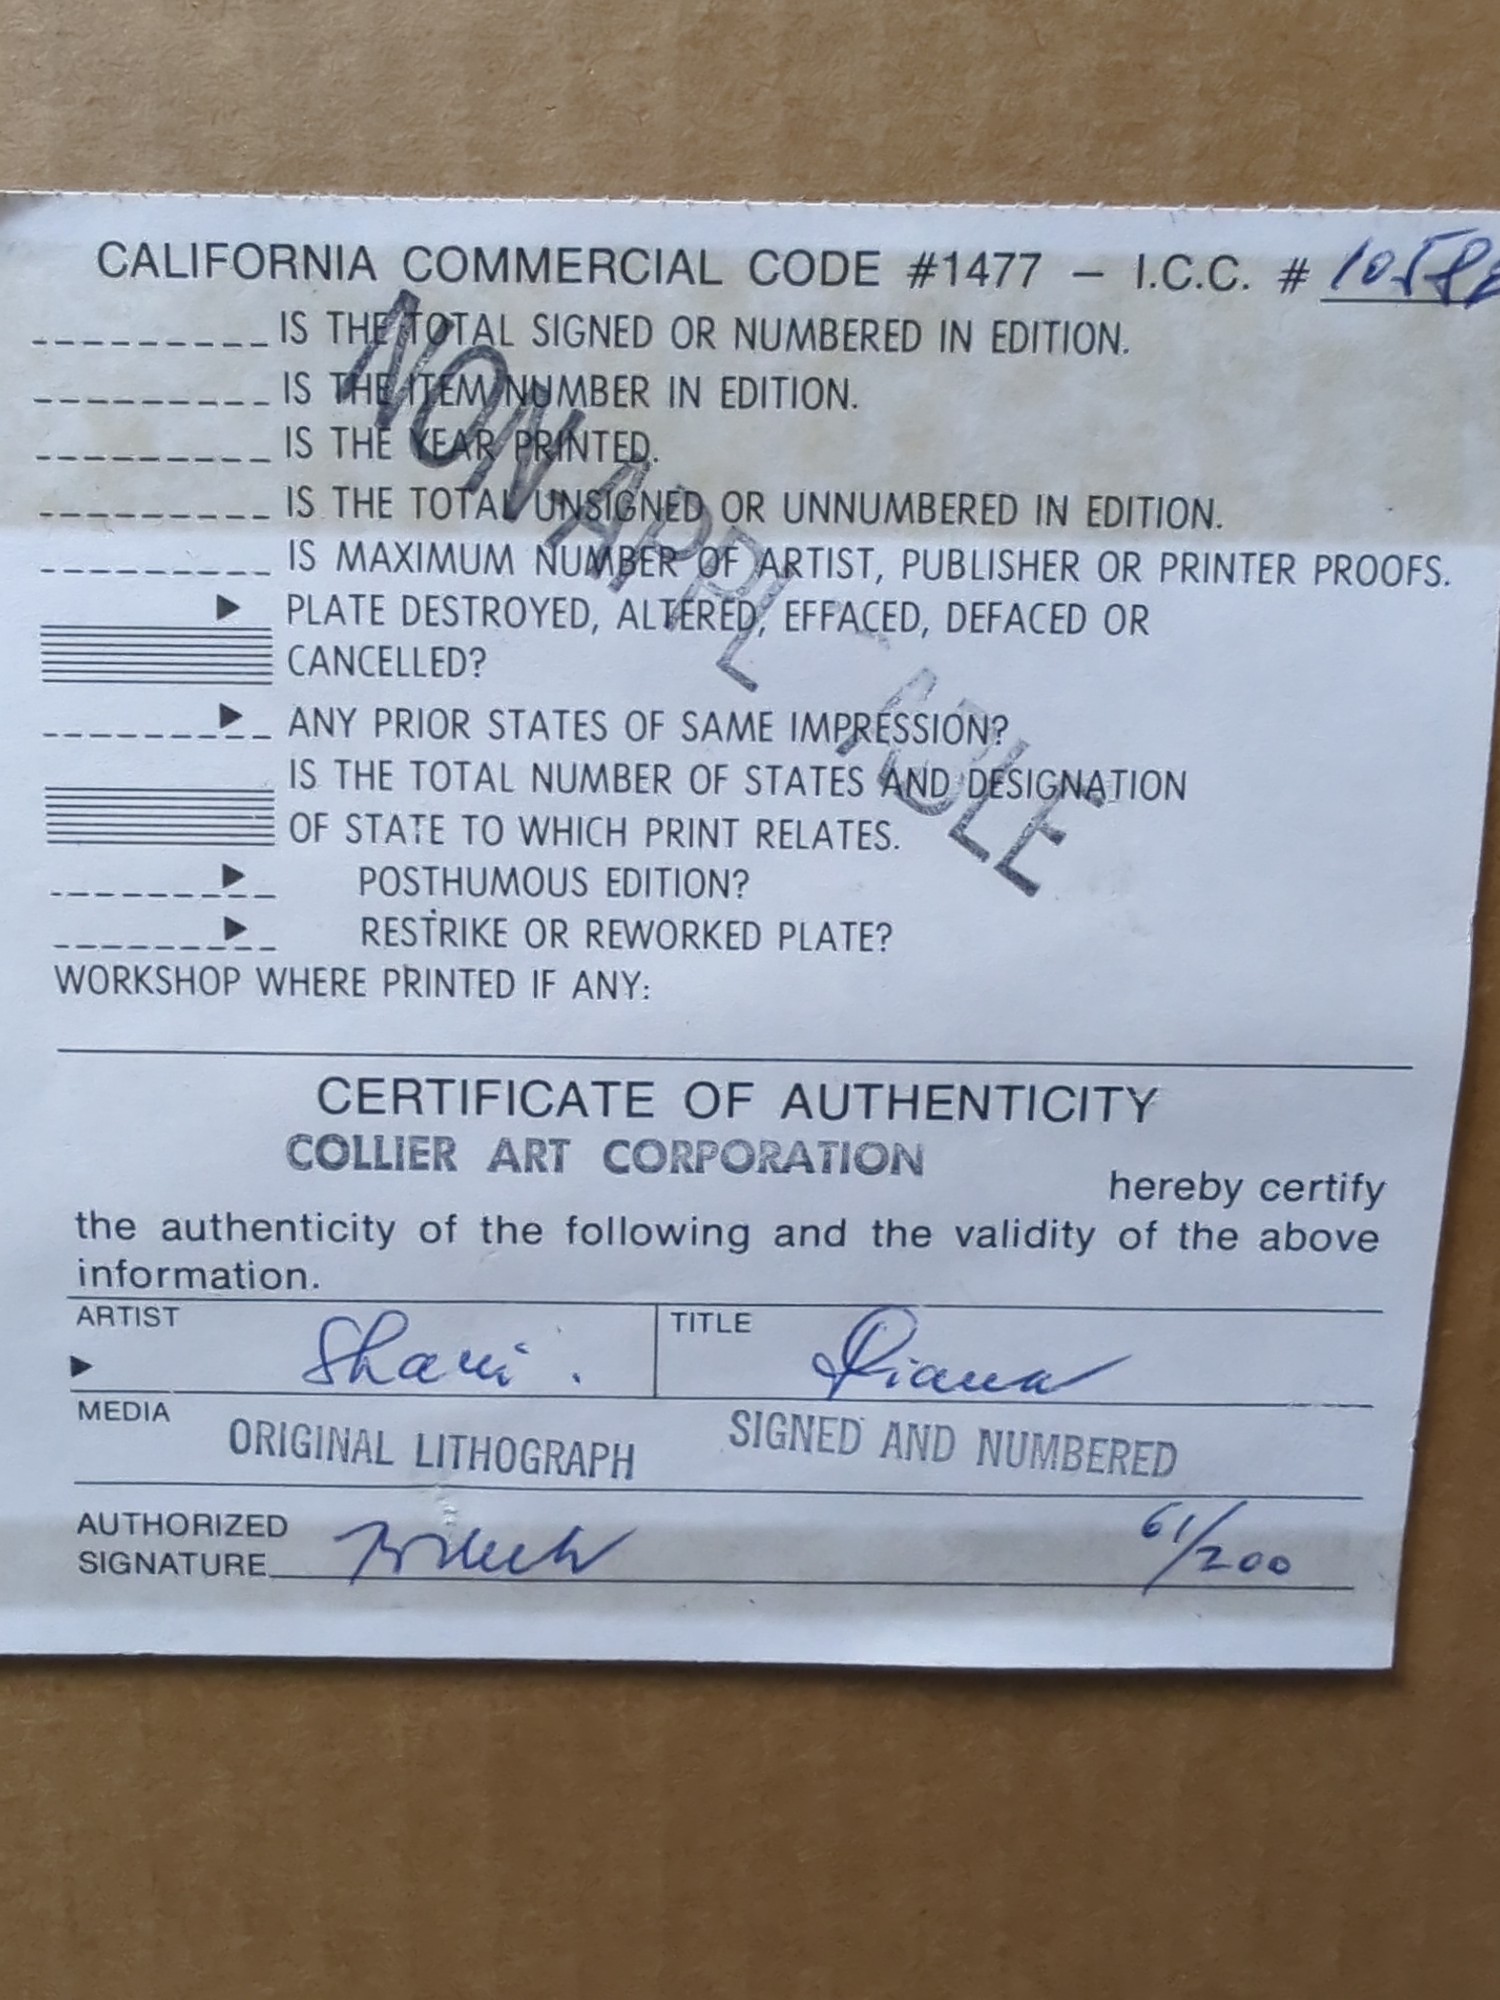 CALIFORNIA COMMERCIAL CODE #1477 – I.C.C. #
IS THE TOTAL SIGNED OR NUMBERED IN EDITION.
IS THE ITEM NUMBER IN EDITION.
IS THE YEAR PRINTED.
IS THE TOTAL UNSIGNED OR UNNUMBERED IN EDITION.
IS MAXIMUM NUMBER OF ARTIST, PUBLISHER OR PRINTER PROOFS.
PLATE DESTROYED, ALTERED, EFFACED, DEFACED OR
CANCELLED?
ANY PRIOR STATES OF SAME IMPRESSION?
IS THE TOTAL NUMBER OF STATES AND DESIGNATION
OF STATE TO WHICH PRINT RELATES.
POSTHUMOUS EDITION?
RESTRIKE OR REWORKED PLATE?
WORKSHOP WHERE PRINTED IF ANY:
CERTIFICATE OF AUTHENTICITY
COLLIER ART CORPORATION
hereby certify
the authenticity of the following and the validity of the above
information.
ARTIST
TITLE
Diana
MEDIA
ORIGINAL LITHOGRAPH
SIGNED AND NUMBERED
AUTHORIZED
SIGNATURE
61/200